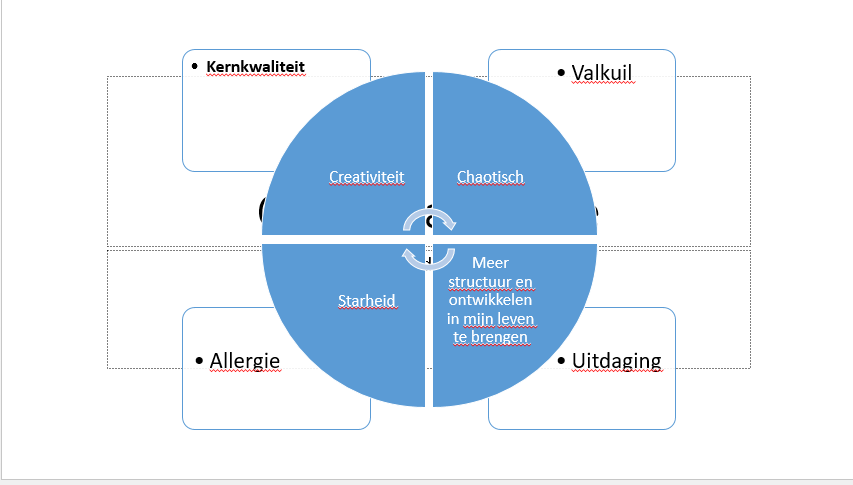 • Kernkwaliteit
• Valkuil
Creativiteit
Chaotisch
Starheid
Meer
structuur en
ontwikkelen
in mijn leven
te brengen
• Allergie
• Uitdaging